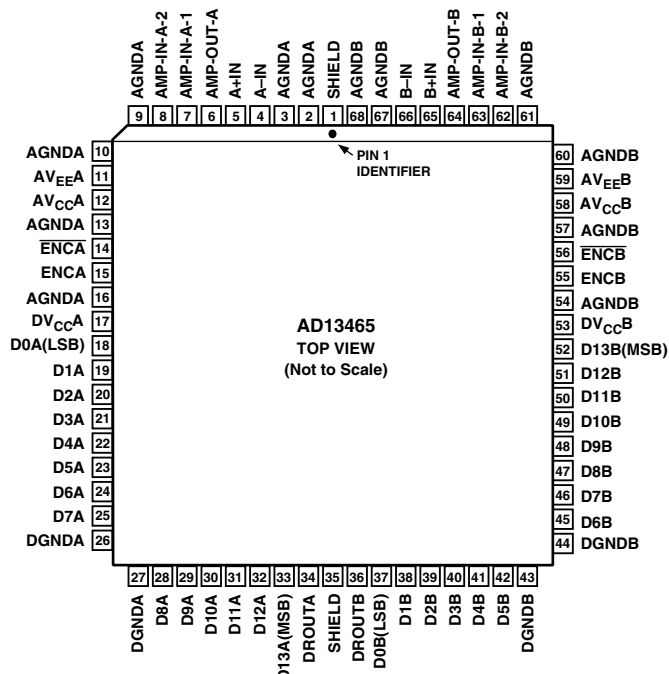 AGNDA
AMP-IN-A-2
AMP-IN-A-1
AMP-OUT-A
A+IN
A–IN
AGNDA
AGNDA
SHIELD
AGNDB
AGNDB
B–IN
B+IN
AMP-OUT-B
AMP-IN-B-1
AMP-IN-B-2
AGNDB
9 8 7 6 5 4 3 2 1 68 67 66 65 64 63 62 61
PIN 1
IDENTIFIER
AGNDA 10
AVEEA 11
AVCCA 12
AGNDA 13
ENCA 14
ENCA 15
AGNDA 16
DVCCA 17
D0A(LSB) 18
D1A 19
D2A 20
D3A 21
D4A 22
D5A 23
D6A 24
D7A 25
DGNDA 26
AD13465
TOP VIEW
(Not to Scale)
60 AGNDB
59 AVEEB
58 AVCCB
57 AGNDB
56 ENCB
55 ENCB
54 AGNDB
53 DVCCB
52 D13B(MSB)
51 D12B
50 D11B
49 D10B
48 D9B
47 D8B
46 D7B
45 D6B
44 DGNDB
27 28 29 30 31 32 33 34 35 36 37 38 39 40 41 42 43
DGNDA
D8A
D9A
D10A
D11A
D12A
D13A(MSB)
DROUTA
SHIELD
DROUTB
D0B(LSB)
D1B
D2B
D3B
D4B
D5B
DGNDB